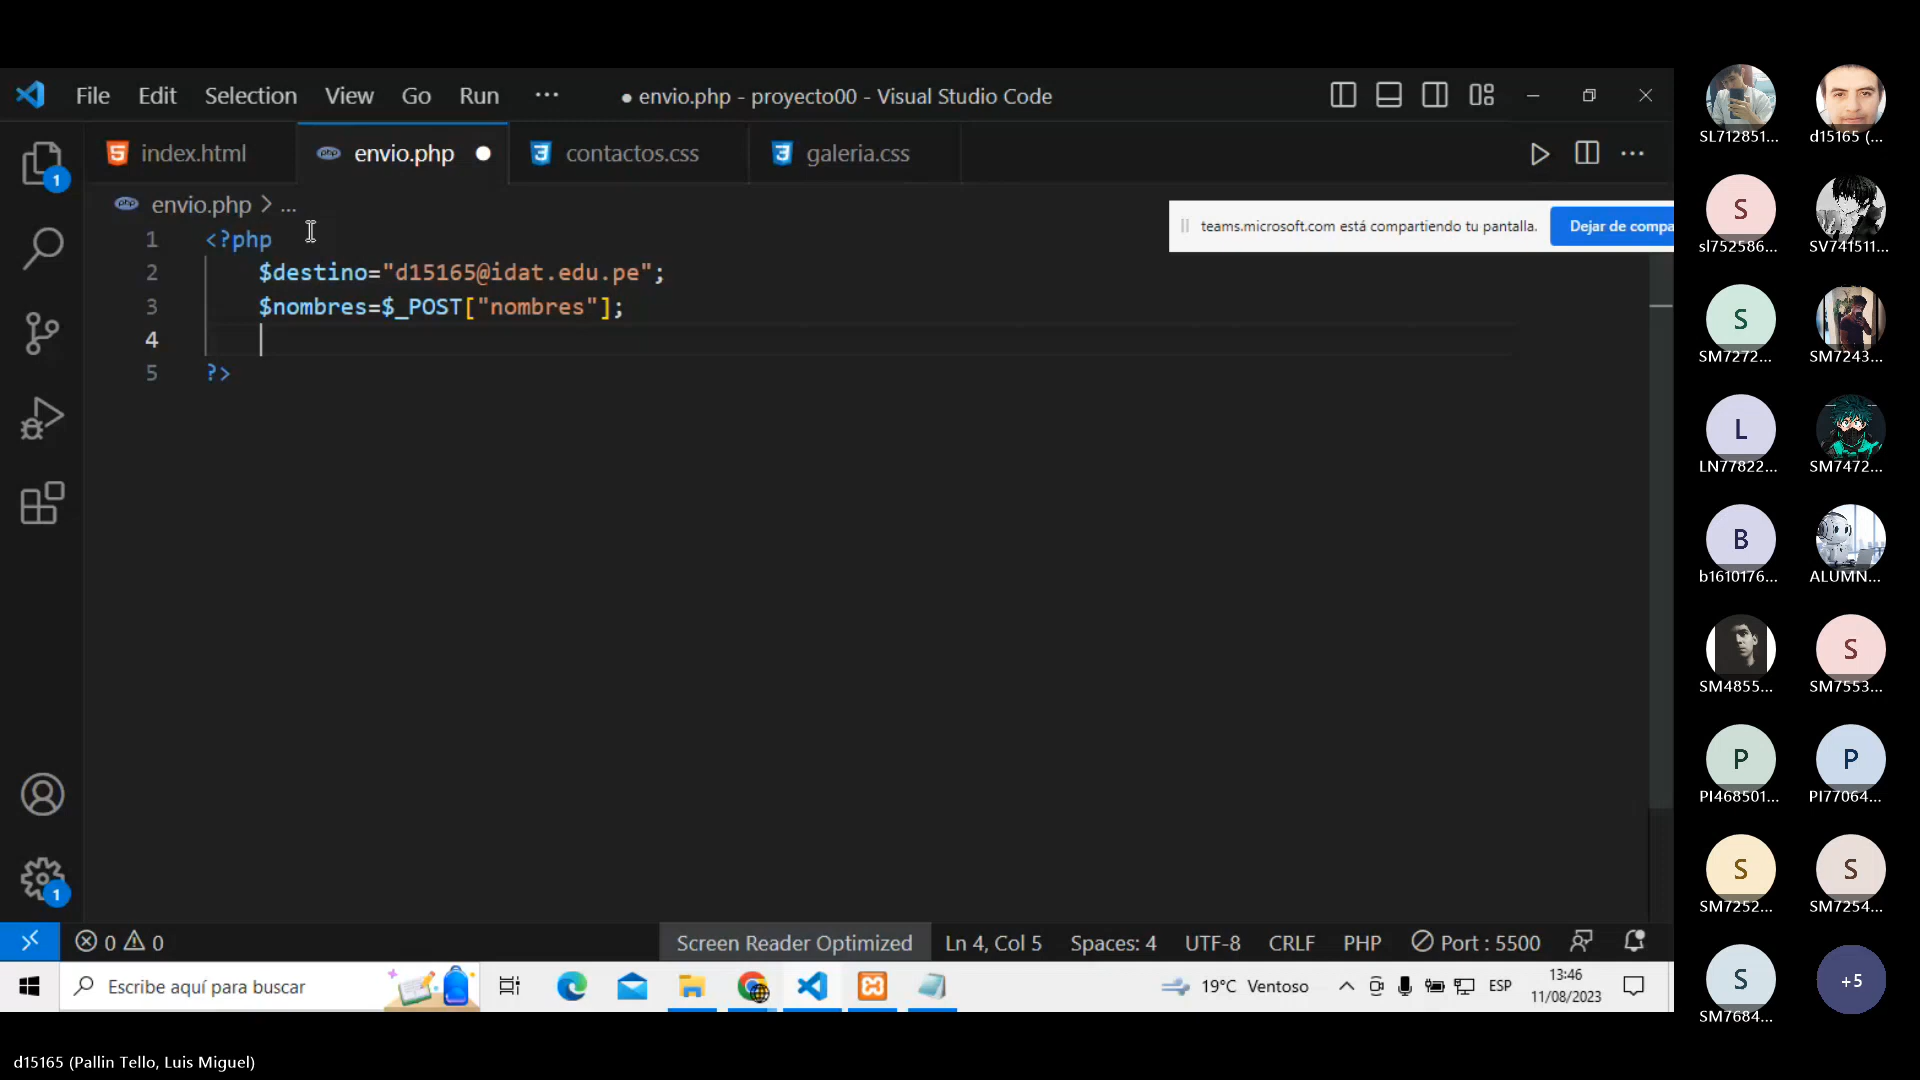 File Edit Selection View Go Run ··· ● envio.php - proyecto00 - Visual Studio Code
index.html envio.php contactos.css galeria.css
1
envio.php > ...
teams.microsoft.com está compartiendo tu pantalla. Dejar de compa
1 <?php
2 $destino="d15165@idat.edu.pe";
3 $nombres=$_POST["nombres"];
4
5 ?>
1
0 0 Screen Reader Optimized Ln 4, Col 5 Spaces: 4 UTF-8 CRLF PHP Port : 5500
Escribe aquí para buscar 19°C Ventoso ESP 13:46
11/08/2023
d15165 (Pallin Tello, Luis Miguel)
SL712851... d15165 (...
S
sl752586... SV741511...
S
SM7272... SM7243...
L
LN77822... SM7472...
B
b1610176... ALUMN...
S
SM4855... SM7553...
P P
PI468501... PI77064...
S S
SM7252... SM7254...
S +5
SM7684...